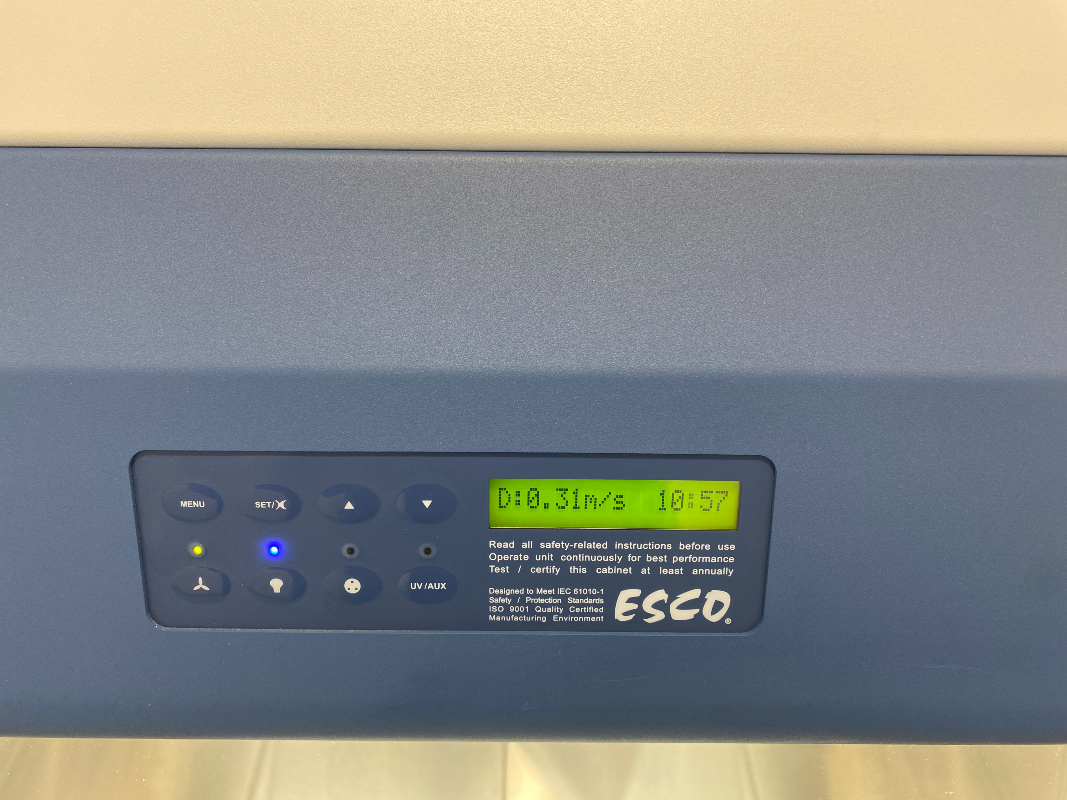 MENU SET/
D:0.31m/s 10:57
UV/AUX
Read all safety-related instructions before use
Operate unit continuously for best performance
Test / certify this cabinet at least annually
Designed to Meet IEC 61010-1
Safety / Protection Standards
ISO 9001 Quality Certified
Manufacturing Environment
ESCO®